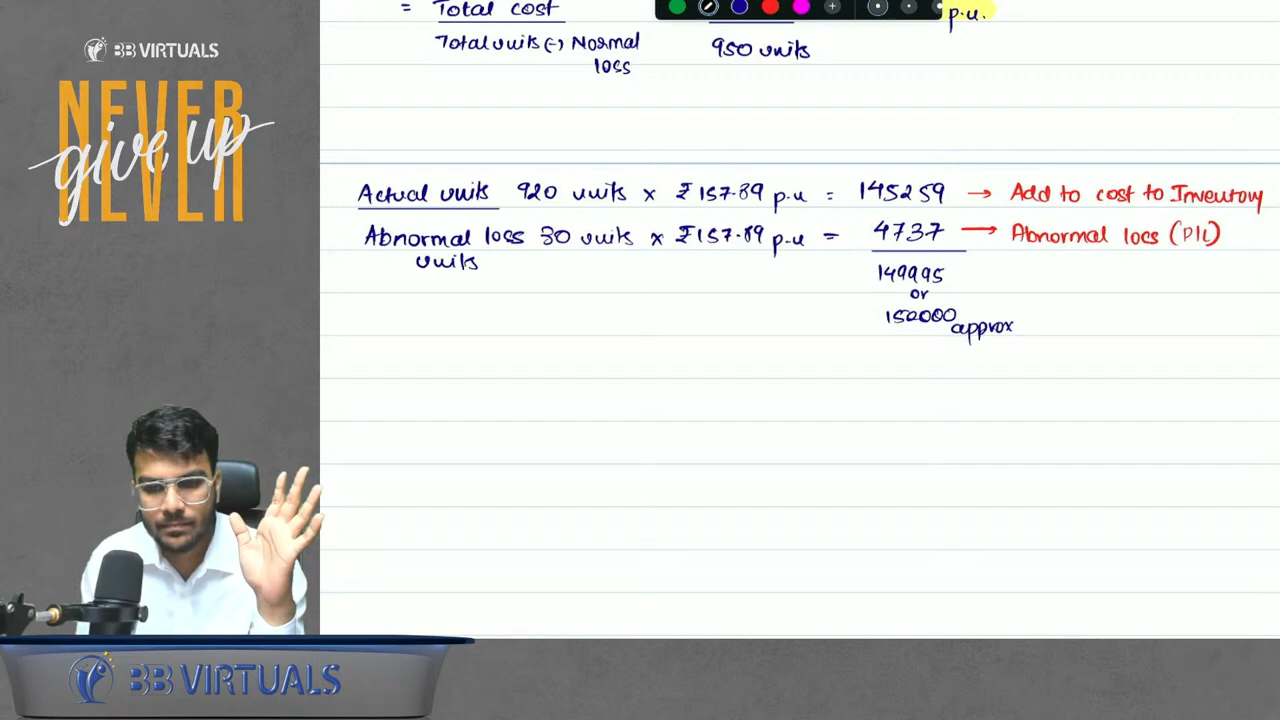 BB VIRTUALS
NEVER
give up
NEVER
= Total cost
Total units (-) Normal loss
950 units
p.u.
Actual units 920 units x ₹157.89 p.u = 145259 → Add to cost to Inventory
Abnormal loss 30 units x ₹157.89 p.u = 4737 → Abnormal loss (P/L)
units
149995
or
150000 approx
BB VIRTUALS